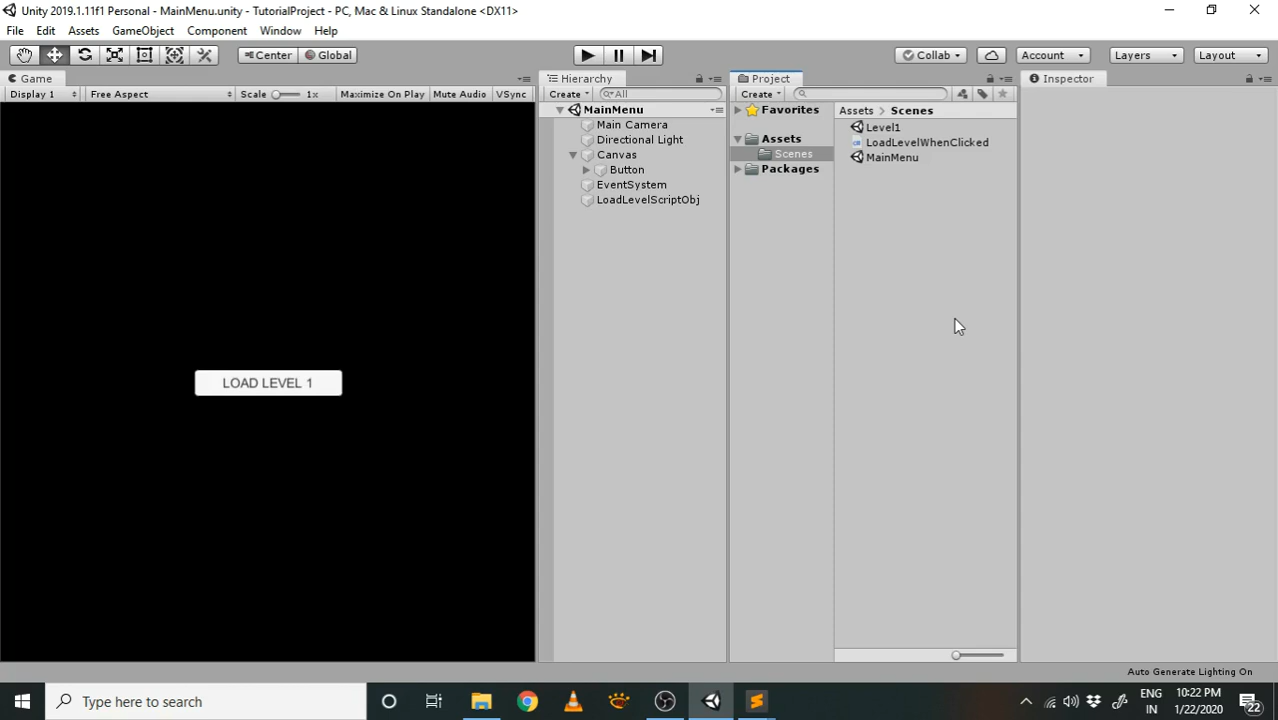 Unity 2019.1.11f1 Personal - MainMenu.unity - TutorialProject - PC, Mac & Linux Standalone <DX11>
File Edit Assets GameObject Component Window Help
Center Global Collab Account Layers Layout
Game Hierarchy Project Inspector
Display 1 Free Aspect Scale 1x Maximize On Play Mute Audio VSync Create All Create
MainMenu Favorites Assets > Scenes
Main Camera Level1
Directional Light Assets LoadLevelWhenClicked
Canvas Scenes MainMenu
Button Packages
EventSystem
LoadLevelScriptObj
LOAD LEVEL 1
Auto Generate Lighting On
Type here to search
ENG 10:22 PM
IN 1/22/2020 22